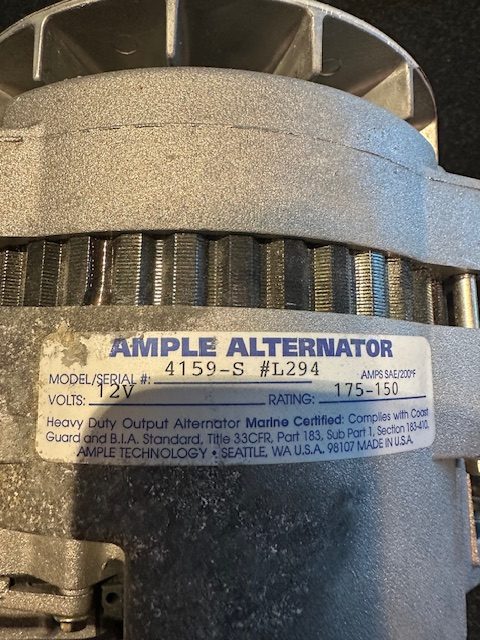 AMPLE ALTERNATOR
MODEL/SERIAL #: 4159-S #L294 AMPS SAE/200°F
VOLTS: 12V RATING: 175-150
Heavy Duty Output Alternator Marine Certified: Complies with Coast
Guard and B.I.A. Standard, Title 33CFR, Part 183, Sub Part 1, Section 183-410.
AMPLE TECHNOLOGY • SEATTLE, WA U.S.A. 98107 MADE IN U.S.A.